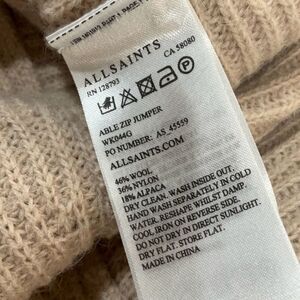 ALLSAINTS
RN 128793
CA 58080
ABLE ZIP JUMPER
WK044G
PO NUMBER: AS_45559
ALLSAINTS.COM
46% WOOL
36% NYLON
18% ALPACA
DRY CLEAN. WASH INSIDE OUT.
HAND WASH SEPARATELY IN COLD
WATER. RESHAPE WHILST DAMP.
COOL IRON ON REVERSE SIDE.
DO NOT DRY IN DIRECT SUNLIGHT.
DRY FLAT. STORE FLAT.
MADE IN CHINA